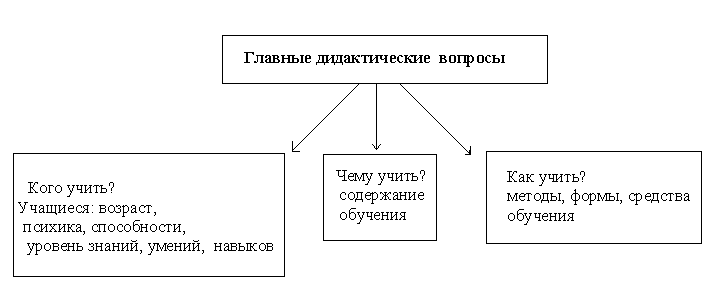 Главные дидактические вопросы
Кого учить?
Учащиеся: возраст,
психика, способности,
уровень знаний, умений, навыков
Чему учить?
содержание
обучения
Как учить?
методы, формы, средства
обучения